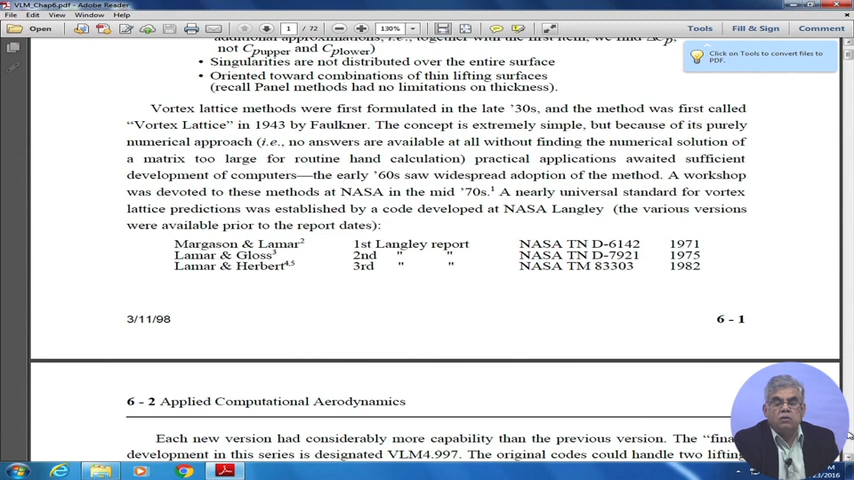 VLM_Chap6.pdf - Adobe Reader
File Edit View Window Help
Open
1 / 72
130%
Tools Fill & Sign Comment
Click on Tools to convert files to PDF.
not Cpupper and Cplower)
• Singularities are not distributed over the entire surface
• Oriented toward combinations of thin lifting surfaces
(recall Panel methods had no limitations on thickness).
Vortex lattice methods were first formulated in the late '30s, and the method was first called
“Vortex Lattice” in 1943 by Faulkner. The concept is extremely simple, but because of its purely
numerical approach (i.e., no answers are available at all without finding the numerical solution of
a matrix too large for routine hand calculation) practical applications awaited sufficient
development of computers—the early '60s saw widespread adoption of the method. A workshop
was devoted to these methods at NASA in the mid '70s.1 A nearly universal standard for vortex
lattice predictions was established by a code developed at NASA Langley (the various versions
were available prior to the report dates):
Margason & Lamar2 1st Langley report NASA TN D-6142 1971
Lamar & Gloss3 2nd " " NASA TN D-7921 1975
Lamar & Herbert4,5 3rd " " NASA TM 83303 1982
3/11/98 6 - 1
6 - 2 Applied Computational Aerodynamics
Each new version had considerably more capability than the previous version. The “fina
development in this series is designated VLM4.997. The original codes could handle two lifting